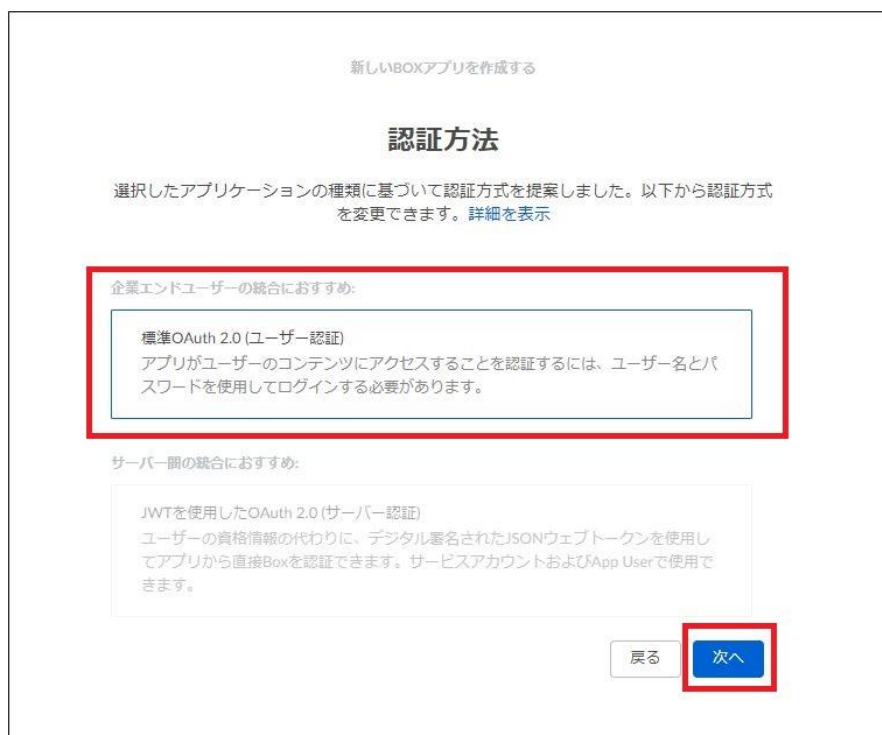 新しいBOXアプリを作成する
認証方法
選択したアプリケーションの種類に基づいて認証方式を提案しました。以下から認証方式
を変更できます。詳細を表示
企業エンドユーザーの統合におすすめ:
標準OAuth 2.0 (ユーザー認証)
アプリがユーザーのコンテンツにアクセスすることを認証するには、ユーザー名とパ
スワードを使用してログインする必要があります。
サーバー間の統合におすすめ:
JWTを使用したOAuth 2.0 (サーバー認証)
ユーザーの資格情報の代わりに、デジタル署名されたJSONウェブトークンを使用し
てアプリから直接Boxを認証できます。サービスアカウントおよびApp Userで使用で
きます。
戻る
次へ